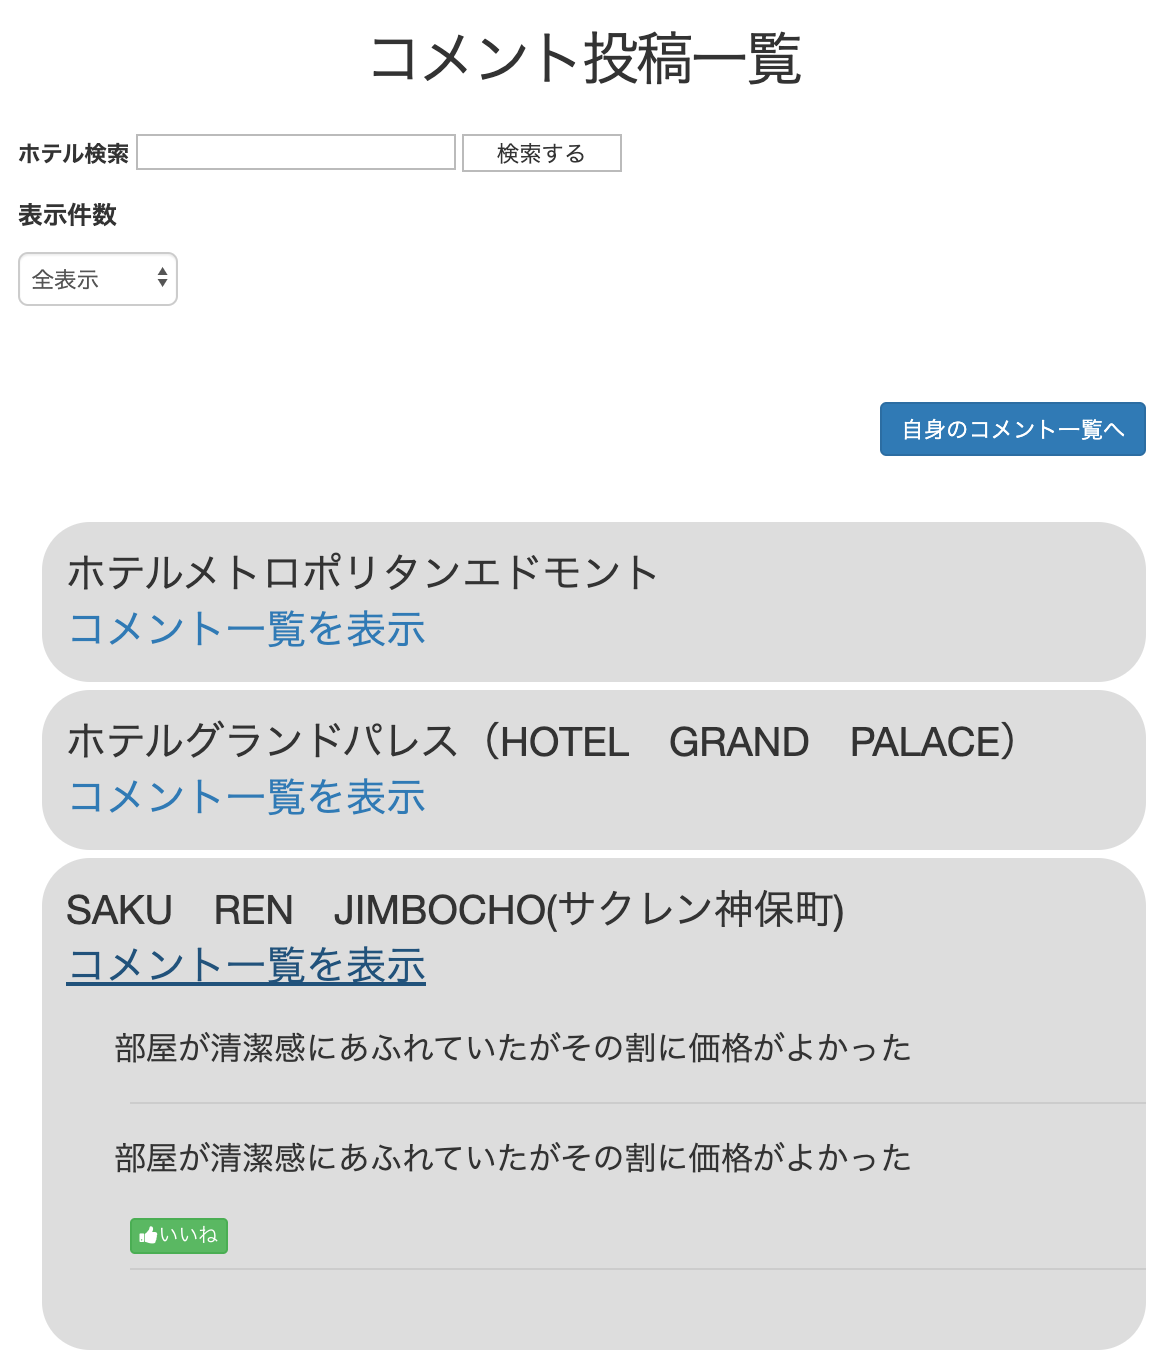 コメント投稿一覧
ホテル検索 検索する
表示件数
全表示
自身のコメント一覧へ
ホテルメトロポリタンエドモント
コメント一覧を表示
ホテルグランドパレス（HOTEL　GRAND　PALACE）
コメント一覧を表示
SAKU　REN　JIMBOCHO(サクレン神保町)
コメント一覧を表示
部屋が清潔感にあふれていたがその割に価格がよかった
部屋が清潔感にあふれていたがその割に価格がよかった
いいね